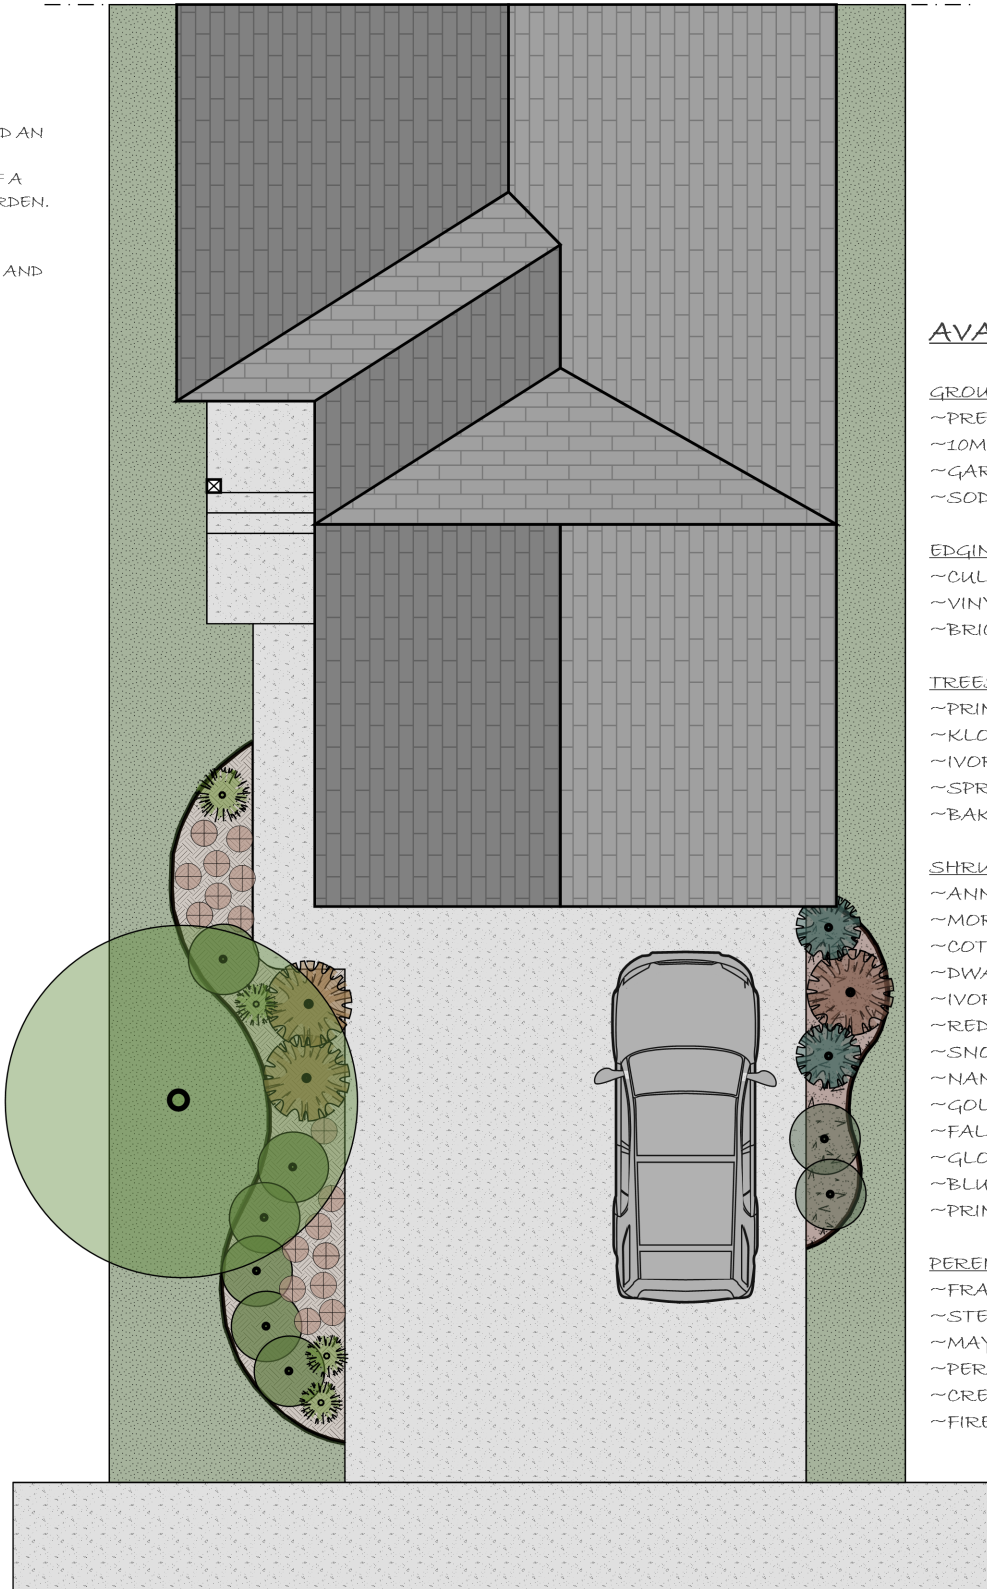 D AN
F A
RDEN.
AND
AVA
GROU
~PRE
~10M
~GAR
~SOD
EDGIN
~CUL
~VINY
~BRIC
TREES
~PRIN
~KLO
~IVOR
~SPR
~BAK
SHRU
~ANN
~MOR
~COT
~DWA
~IVOR
~RED
~SNO
~NAN
~GOL
~FAL
~GLO
~BLU
~PRIN
PEREN
~FRA
~STE
~MAY
~PER
~CRE
~FIRE